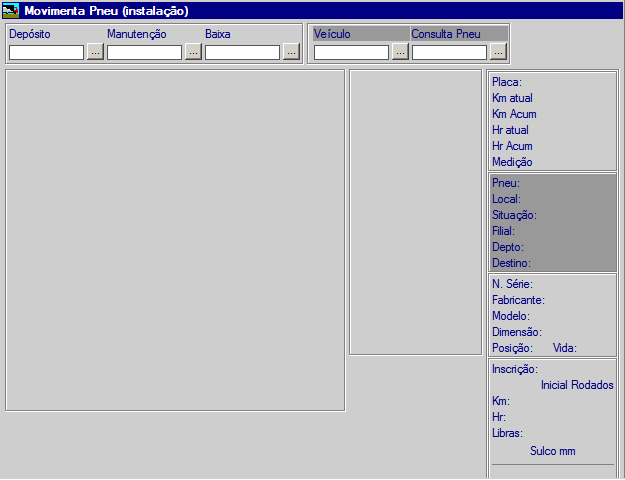 Movimenta Pneu (instalação)
Depósito Manutenção Baixa Veículo Consulta Pneu
... ... ... ... ...
Placa:
Km atual
Km Acum
Hr atual
Hr Acum
Medição
Pneu:
Local:
Situação:
Filial:
Depto:
Destino:
N. Série:
Fabricante:
Modelo:
Dimensão:
Posição: Vida:
Inscrição:
Inicial Rodados
Km:
Hr:
Libras:
Sulco mm